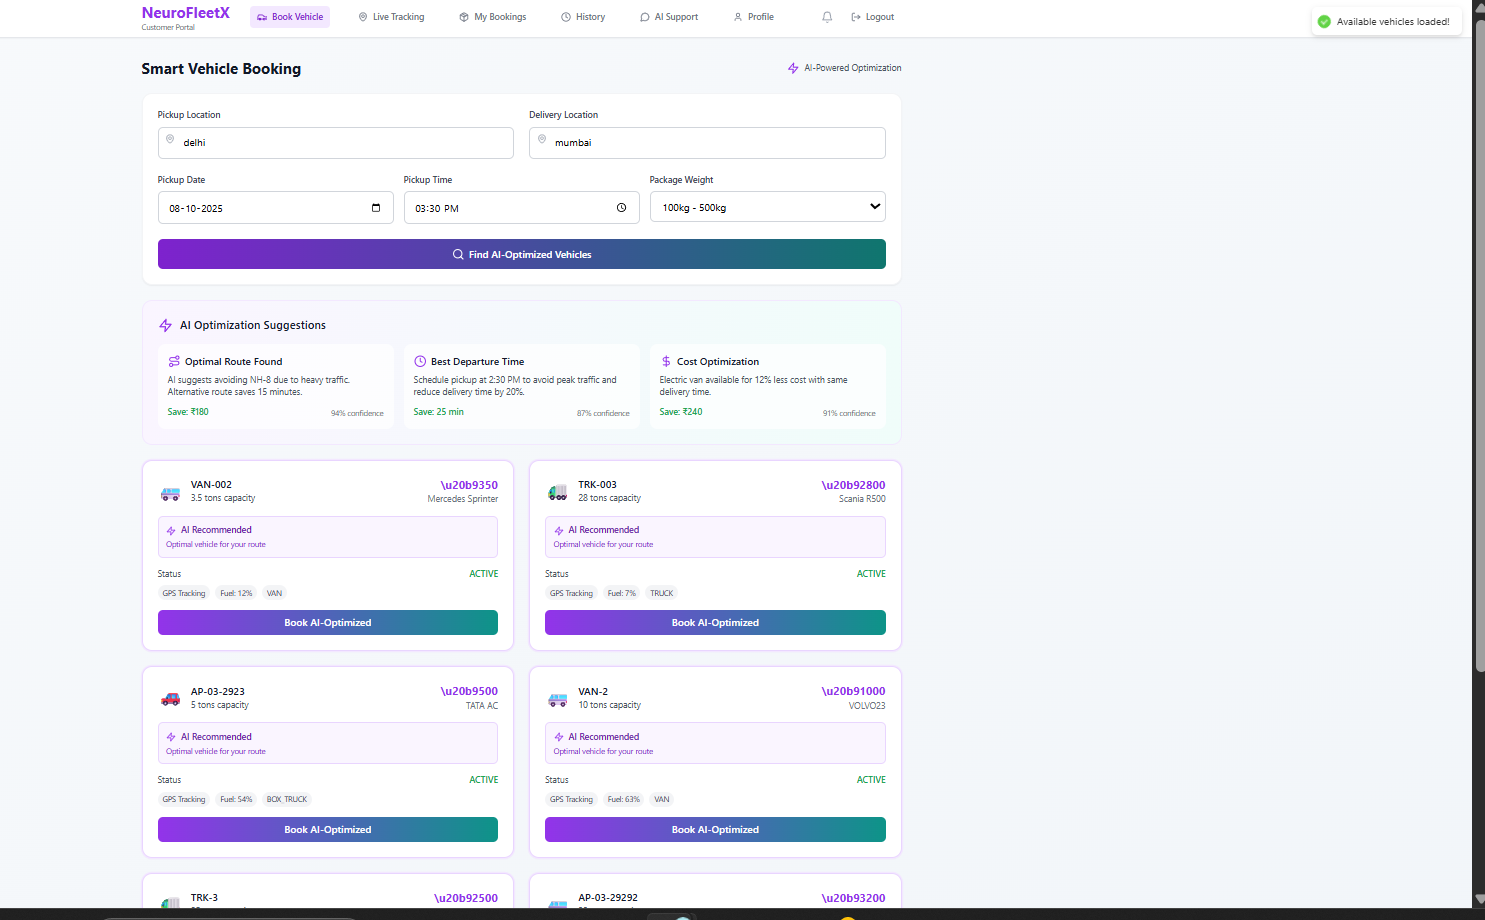 NeuroFleetX
Customer Portal
Book Vehicle
Live Tracking
My Bookings
History
AI Support
Profile
Logout
Available vehicles loaded!
Smart Vehicle Booking
AI-Powered Optimization
Pickup Location
Delivery Location
delhi
mumbai
Pickup Date
Pickup Time
Package Weight
08-10-2025
03:30 PM
100kg - 500kg
Find AI-Optimized Vehicles
AI Optimization Suggestions
Optimal Route Found
AI suggests avoiding NH-8 due to heavy traffic.
Alternative route saves 15 minutes.
Save: ₹180
94% confidence
Best Departure Time
Schedule pickup at 2:30 PM to avoid peak traffic and
reduce delivery time by 20%.
Save: 25 min
87% confidence
Cost Optimization
Electric van available for 12% less cost with same
delivery time.
Save: ₹240
91% confidence
VAN-002
\u20b9350
3.5 tons capacity
Mercedes Sprinter
AI Recommended
Optimal vehicle for your route
Status
ACTIVE
GPS Tracking
Fuel: 12%
VAN
Book AI-Optimized
TRK-003
\u20b92800
28 tons capacity
Scania R500
AI Recommended
Optimal vehicle for your route
Status
ACTIVE
GPS Tracking
Fuel: 7%
TRUCK
Book AI-Optimized
AP-03-2923
\u20b9500
5 tons capacity
TATA AC
AI Recommended
Optimal vehicle for your route
Status
ACTIVE
GPS Tracking
Fuel: 54%
BOX_TRUCK
Book AI-Optimized
VAN-2
\u20b91000
10 tons capacity
VOLVO23
AI Recommended
Optimal vehicle for your route
Status
ACTIVE
GPS Tracking
Fuel: 63%
VAN
Book AI-Optimized
TRK-3
\u20b92500
AP-03-29292
\u20b93200